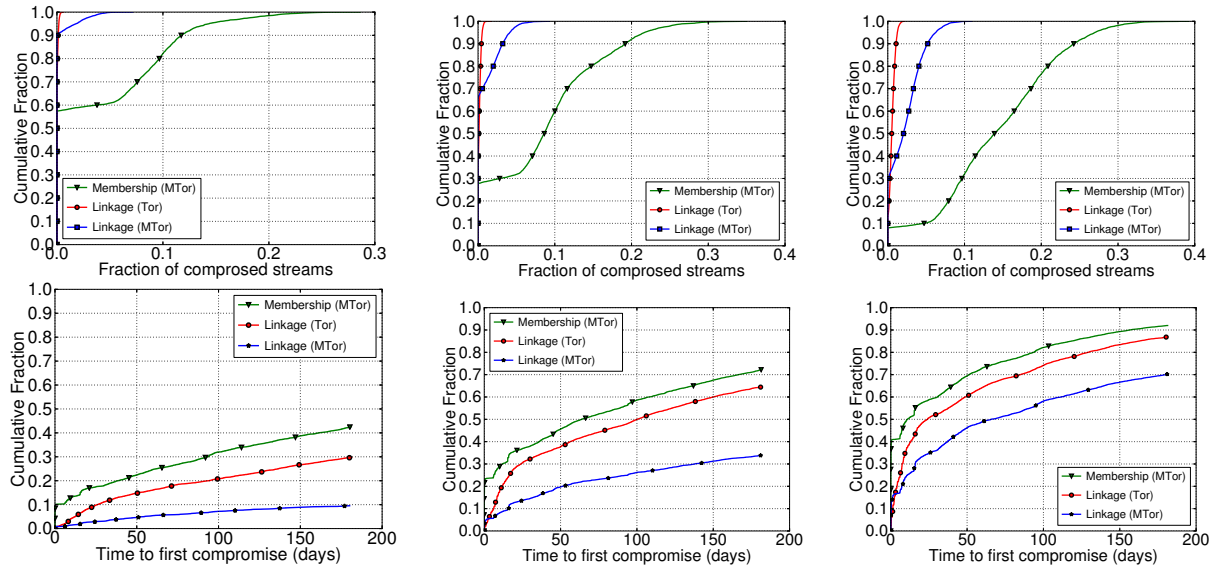 1.0
0.9
0.8
0.7
0.6
0.5
0.4
0.3
0.2
0.1
0.0
Cumulative Fraction
Membership (MTor)
Linkage (Tor)
Linkage (MTor)
0.0 0.1 0.2 0.3
Fraction of comprosed streams
1.0
0.9
0.8
0.7
0.6
0.5
0.4
0.3
0.2
0.1
0.0
Cumulative Fraction
Membership (MTor)
Linkage (Tor)
Linkage (MTor)
0.0 0.1 0.2 0.3 0.4
Fraction of comprosed streams
1.0
0.9
0.8
0.7
0.6
0.5
0.4
0.3
0.2
0.1
0.0
Cumulative Fraction
Membership (MTor)
Linkage (Tor)
Linkage (MTor)
0.0 0.1 0.2 0.3 0.4
Fraction of comprosed streams
1.0
0.9
0.8
0.7
0.6
0.5
0.4
0.3
0.2
0.1
0.0
Cumulative Fraction
Membership (MTor)
Linkage (Tor)
Linkage (MTor)
0 50 100 150 200
Time to first compromise (days)
1.0
0.9
0.8
0.7
0.6
0.5
0.4
0.3
0.2
0.1
0.0
Cumulative Fraction
Membership (MTor)
Linkage (Tor)
Linkage (MTor)
0 50 100 150 200
Time to first compromise (days)
1.0
0.9
0.8
0.7
0.6
0.5
0.4
0.3
0.2
0.1
0.0
Cumulative Fraction
Membership (MTor)
Linkage (Tor)
Linkage (MTor)
0 50 100 150 200
Time to first compromise (days)